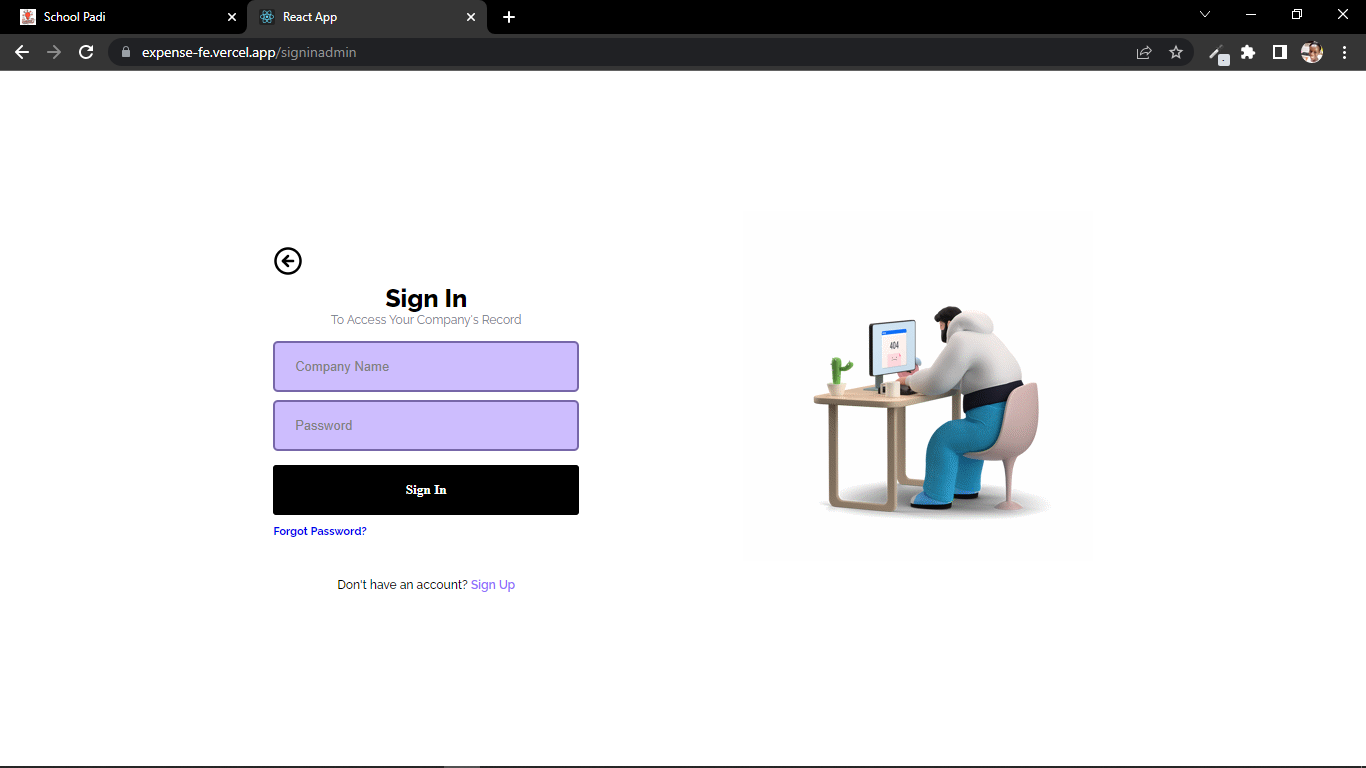 School Padi
React App
expense-fe.vercel.app/signinadmin
Sign In
To Access Your Company's Record
Company Name
Password
Sign In
Forgot Password?
Don't have an account? Sign Up
404